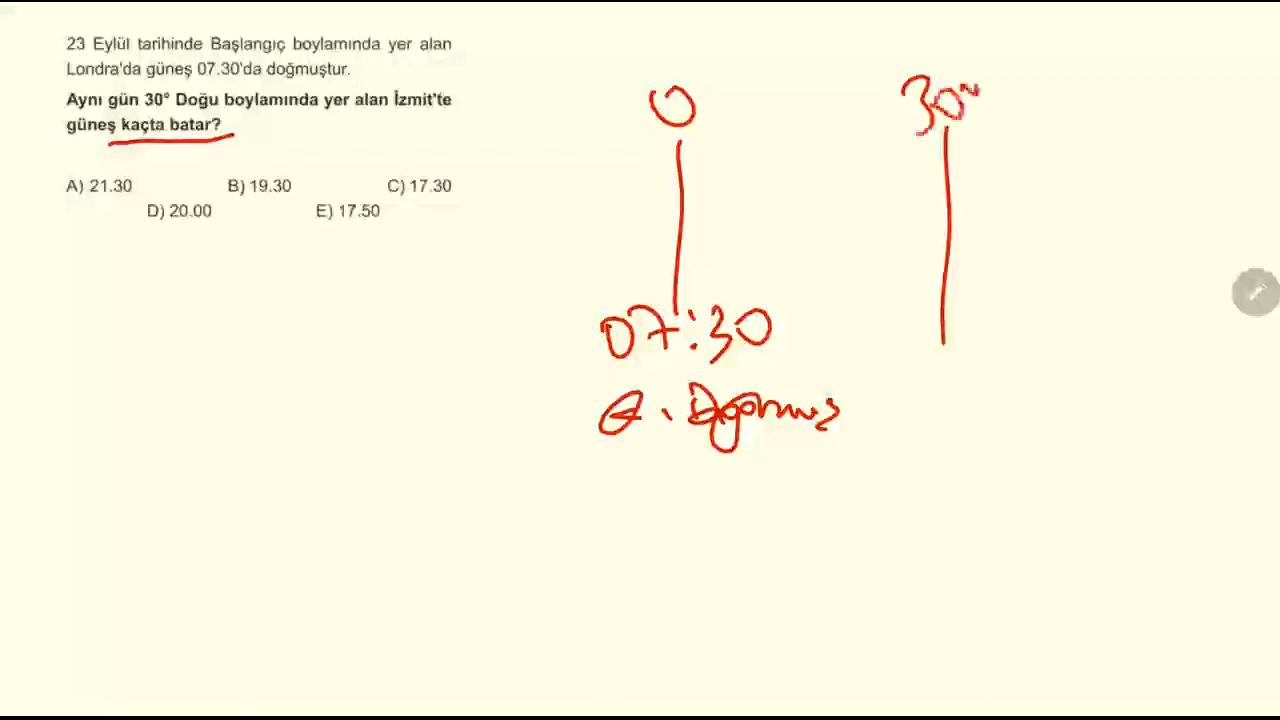 23 Eylül tarihinde Başlangıç boylamında yer alan
Londra'da güneş 07.30'da doğmuştur.
Aynı gün 30° Doğu boylamında yer alan İzmit'te
güneş kaçta batar?
A) 21.30 B) 19.30 C) 17.30
D) 20.00 E) 17.50
0 30°
07:30
G. Doğmuş